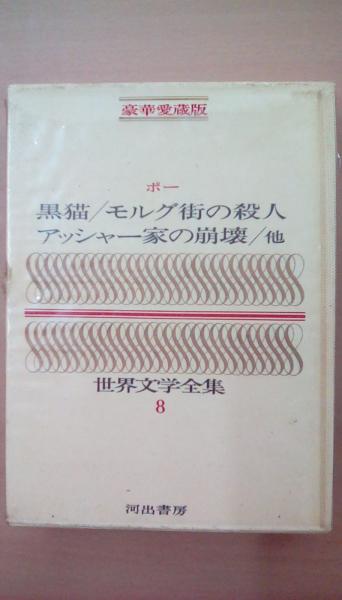 豪華愛蔵版
ポー
黒猫/モルグ街の殺人
アッシャー家の崩壊/他
世界文学全集
8
河出書房